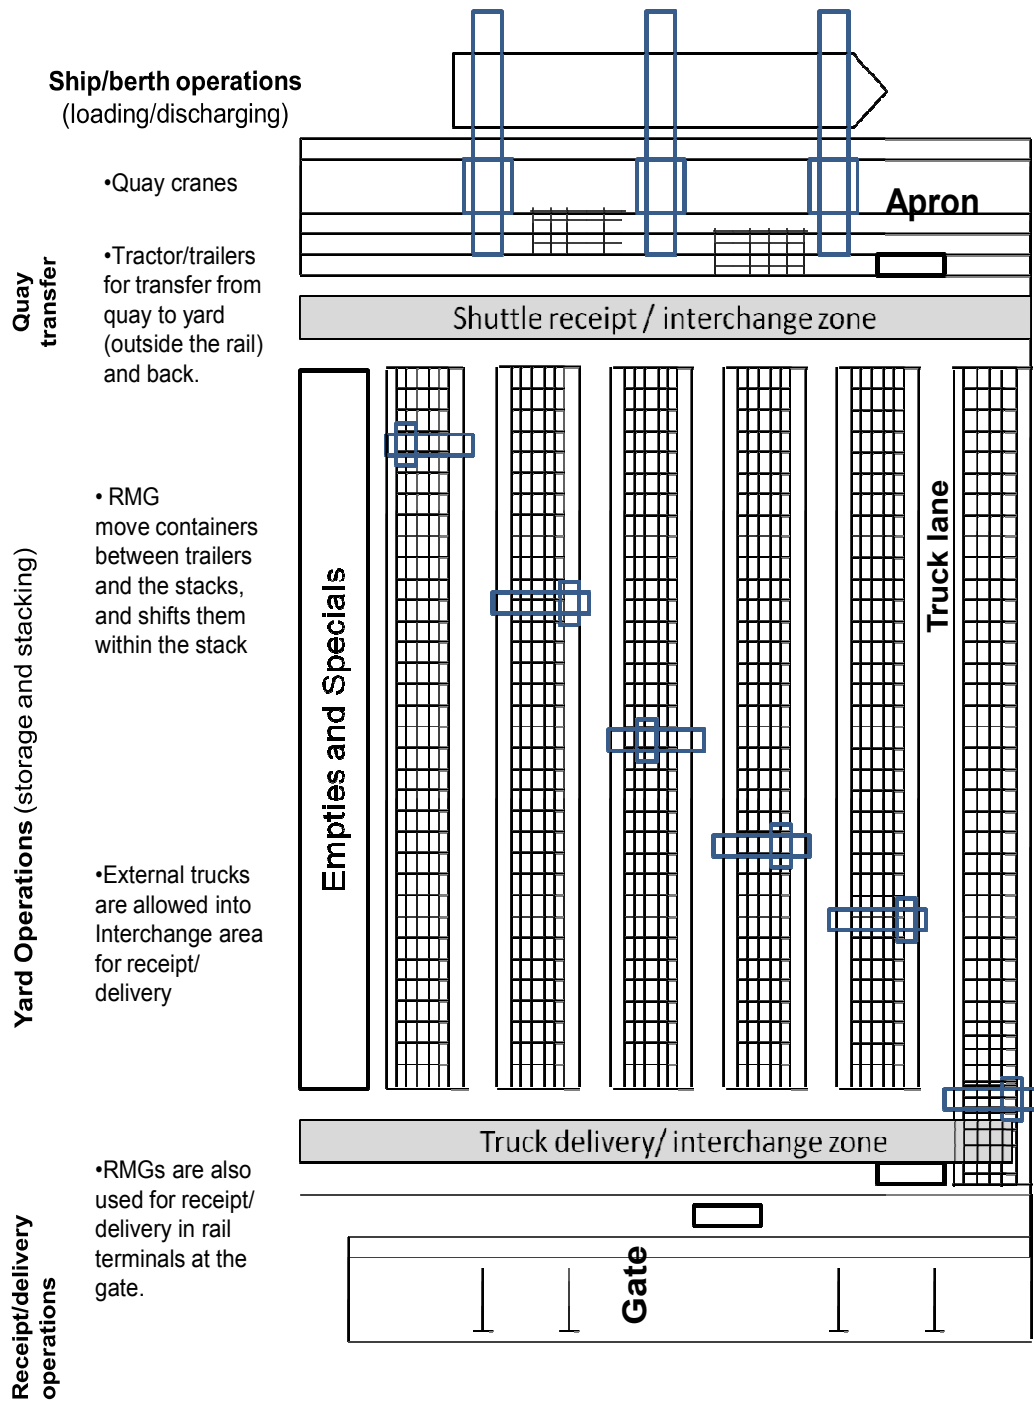 Ship/berth operations
(loading/discharging)
•Quay cranes
Apron
Quay
transfer
•Tractor/trailers
for transfer from
quay to yard
(outside the rail)
and back.
Shuttle receipt / interchange zone
Yard Operations (storage and stacking)
• RMG
move containers
between trailers
and the stacks,
and shifts them
within the stack
Empties and Specials
Truck lane
•External trucks
are allowed into
Interchange area
for receipt/
delivery
Truck delivery/ interchange zone
Receipt/delivery
operations
•RMGs are also
used for receipt/
delivery in rail
terminals at the
gate.
Gate